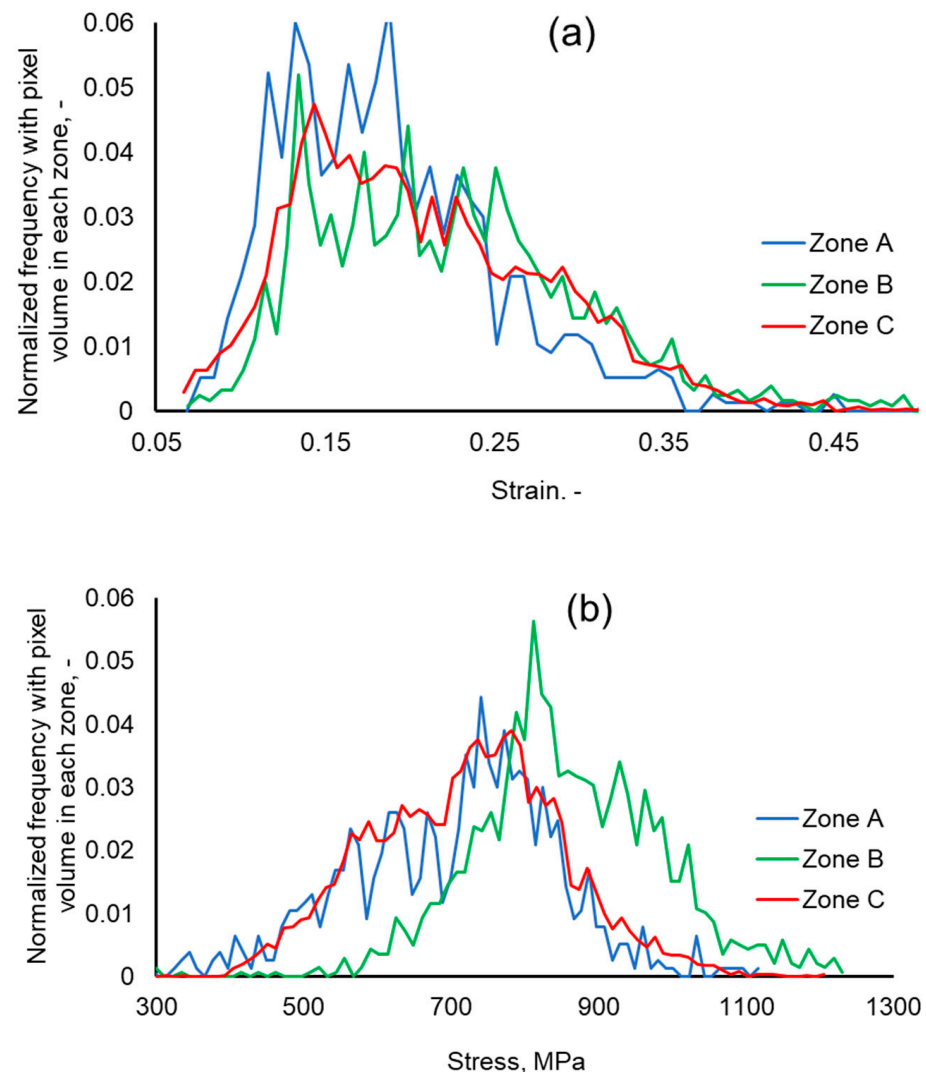 (a)
Normalized frequency with pixel
volume in each zone, -
0.06
0.05
0.04
0.03
0.02
0.01
0
0.05
0.15
0.25
0.35
0.45
Strain. -
Zone A
Zone B
Zone C
(b)
Normalized frequency with pixel
volume in each zone, -
0.06
0.05
0.04
0.03
0.02
0.01
0
300
500
700
900
1100
1300
Stress, MPa
Zone A
Zone B
Zone C